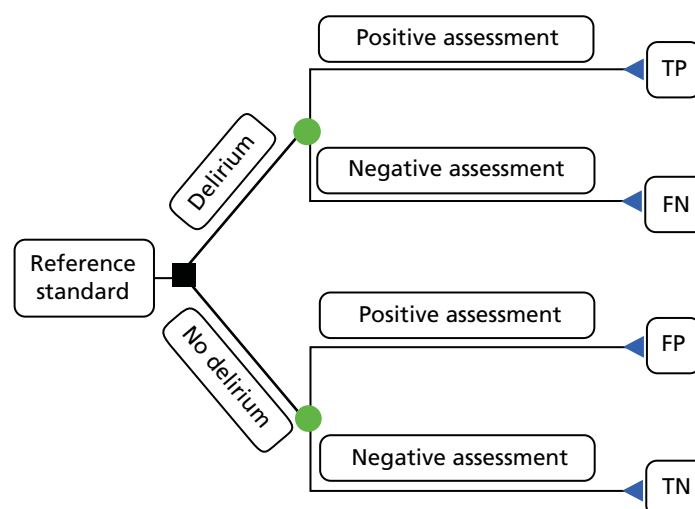 Positive assessment
TP
Delirium
Negative assessment
FN
Reference
standard
Positive assessment
FP
No delirium
Negative assessment
TN